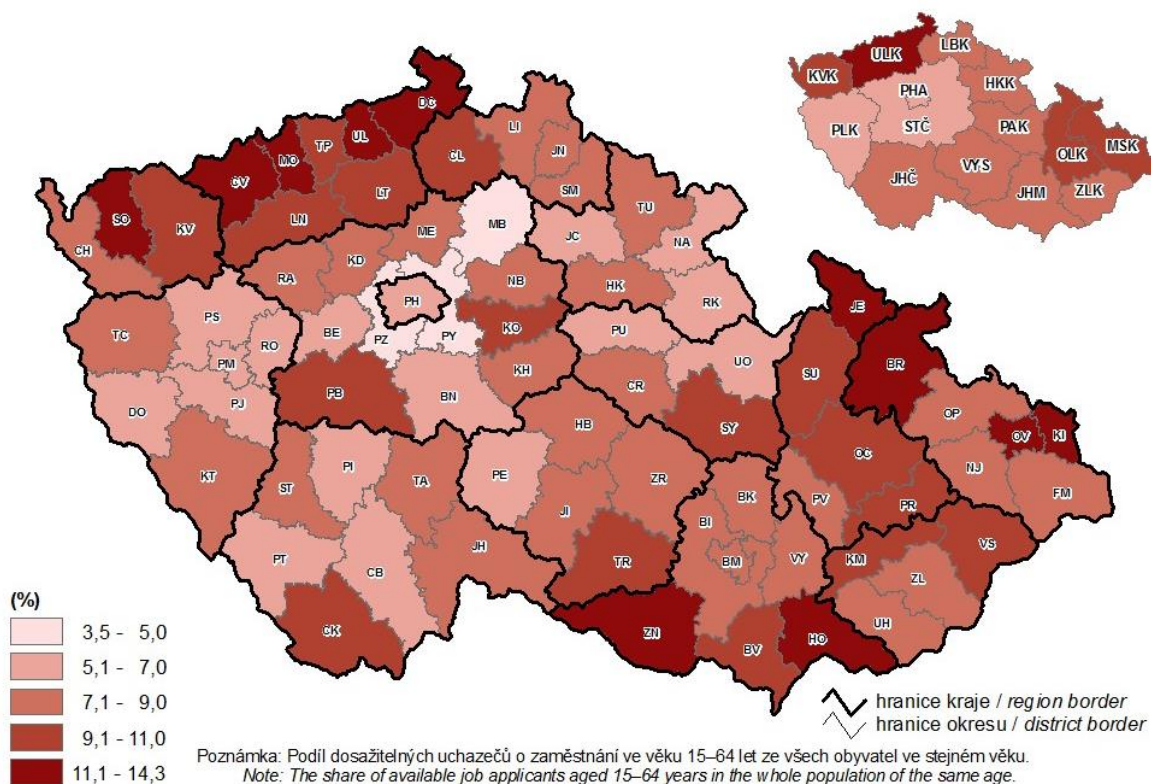 ULK
LBK
KVK
HKK
PHA
STČ
PLK
PAK
MSK
OLK
VYS
JHČ
JHM
ZLK
DC
UL
LI
MO
TP
JN
CL
CV
LT
SM
SO
TU
KV
LN
MB
JC
NA
CH
ME
KD
RA
NB
HK
RK
PH
JE
TC
PS
RO
BE
PZ
PY
KO
PU
UO
PM
BR
KH
SU
CR
PB
BN
DO
PJ
OP
SY
HB
OV
KI
OC
KT
ST
PI
TA
PE
ZR
NJ
FM
BK
PV
PR
JI
BI
JH
VS
PT
CB
TR
BM
VY
KM
ZL
CK
ZN
BV
HO
UH
(%)
3,5 - 5,0
5,1 - 7,0
7,1 - 9,0
9,1 - 11,0
11,1 - 14,3
hranice kraje / region border
hranice okresu / district border
Poznámka: Podíl dosažitelných uchazečů o zaměstnání ve věku 15–64 let ze všech obyvatel ve stejném věku.
Note: The share of available job applicants aged 15–64 years in the whole population of the same age.